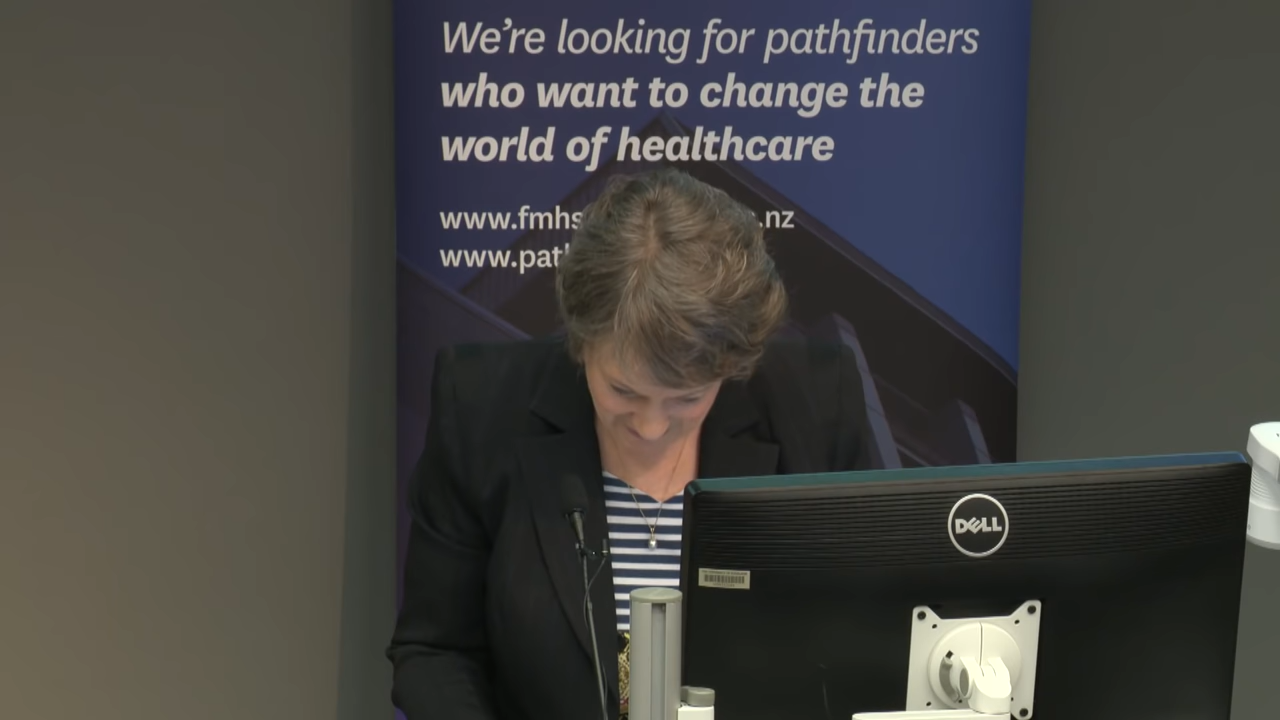 We're looking for pathfinders
who want to change the
world of healthcare
www.fmhs
.nz
www.pat
DELL